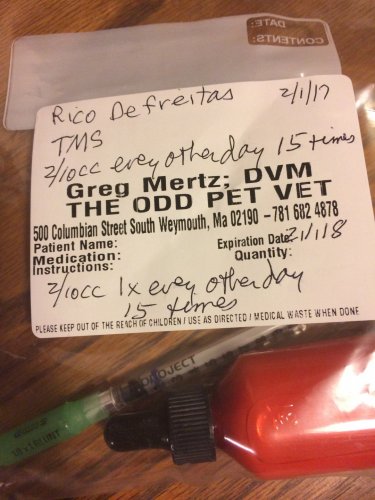 DATE:
CONTENTS:
Rico Defreitas 2/1/17
TMS
2/10cc every other day 15 times
Greg Mertz; DVM
THE ODD PET VET
500 Columbian Street South Weymouth, Ma 02190 -781 682 4878
Patient Name: Expiration Date: 2/1/18
Medication: Quantity:
Instructions:
2/10cc 1x every other day
15 times
PLEASE KEEP OUT OF THE REACH OF CHILDREN / USE AS DIRECTED / MEDICAL WASTE WHEN DONE
MONOJECT